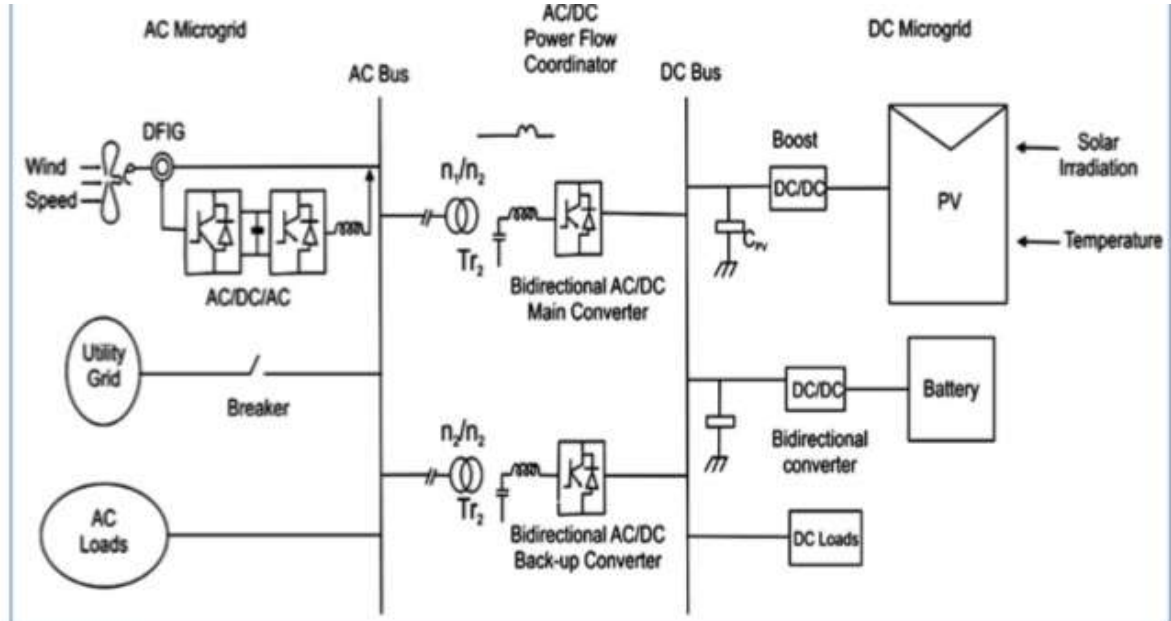 AC Microgrid
AC/DC
Power Flow
Coordinator
DC Microgrid
AC Bus
DC Bus
DFIG
Wind
Speed
AC/DC/AC
n₁/n₂
Tr₂
Bidirectional AC/DC
Main Converter
Boost
DC/DC
C_PV
PV
Solar
Irradiation
Temperature
Utility
Grid
Breaker
n₂/n₂
Tr₂
Bidirectional AC/DC
Back-up Converter
DC/DC
Bidirectional
converter
Battery
AC
Loads
DC Loads